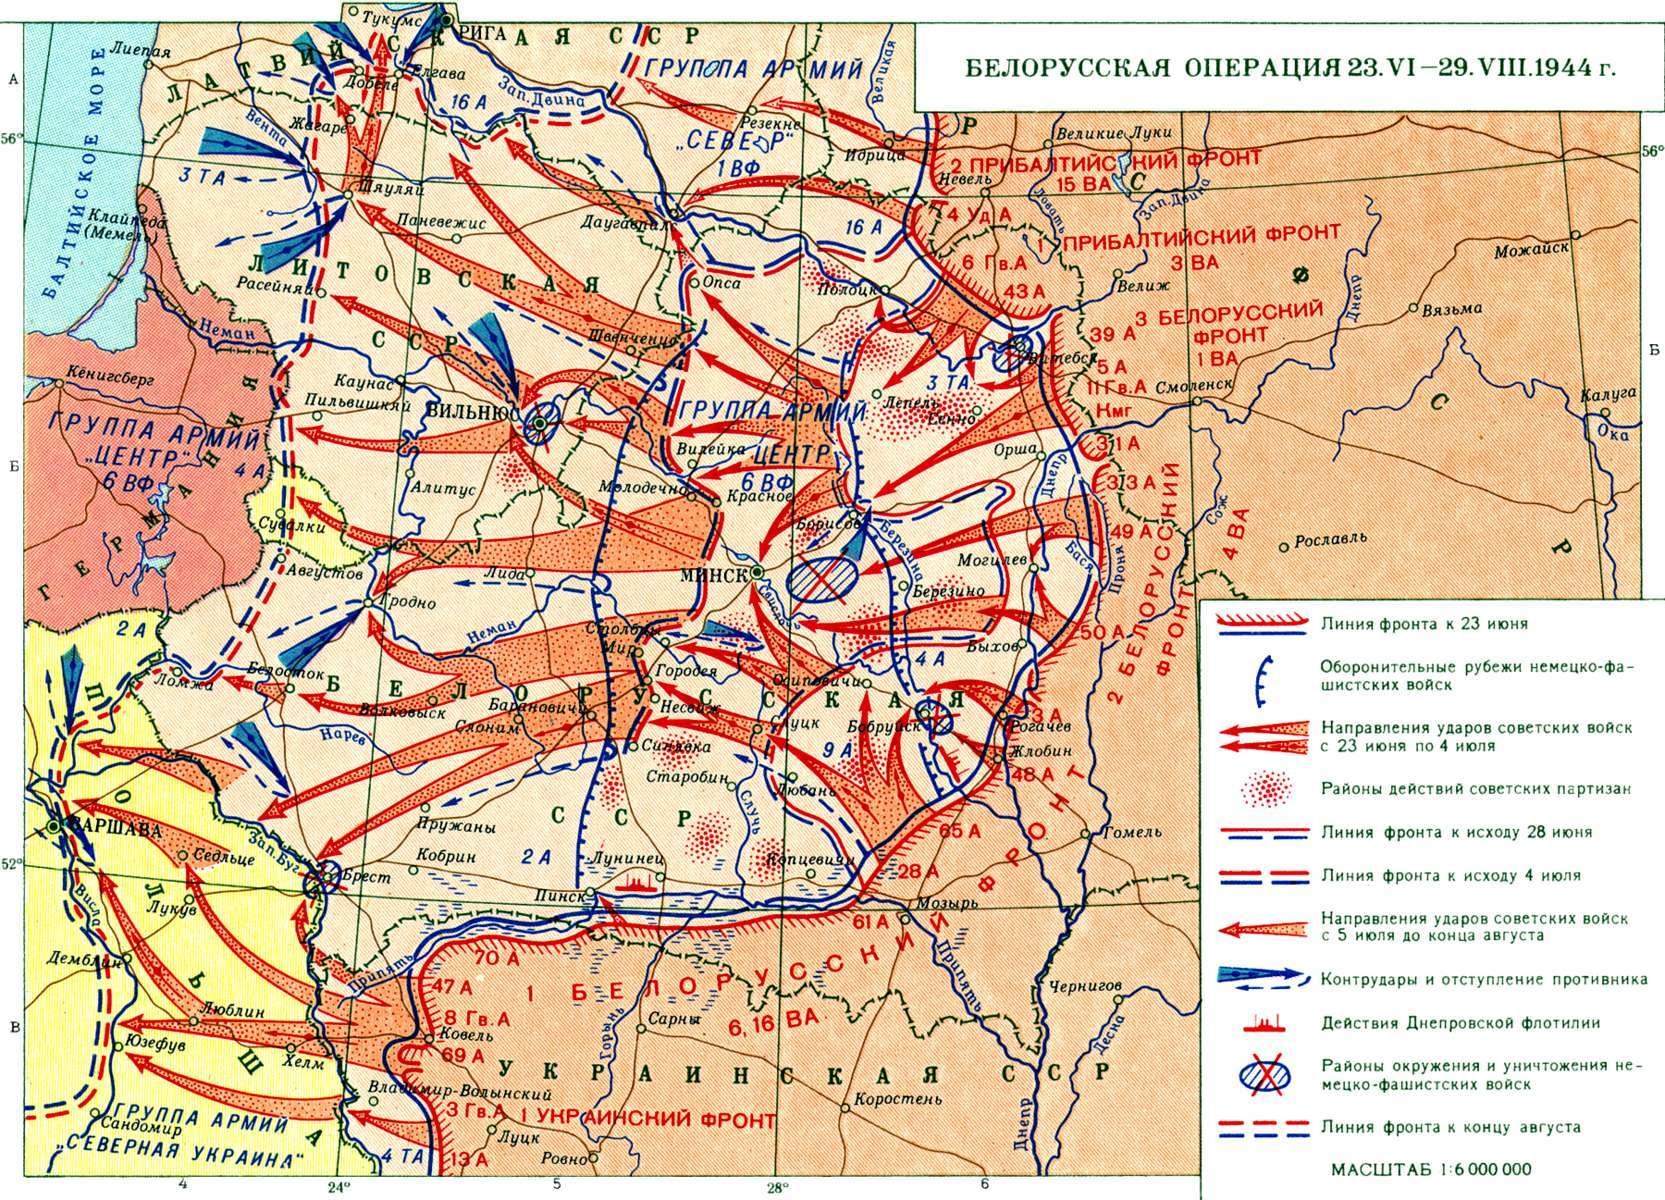 БЕЛОРУССКАЯ ОПЕРАЦИЯ 23.VI—29.VIII.1944 г.
Тукумс
РИГА
ЛАТВИЙСКАЯ ССР
Лиепая
Добеле
Елгава
Зап. Двина
ГРУППА АРМИЙ
„СЕВЕР"
1 ВФ
16 А
Великая
А
А
БАЛТИЙСКОЕ МОРЕ
Вента
Жагаре
Резекне
Идрица
Великие Луки
56°
56°
2 ПРИБАЛТИЙСКИЙ ФРОНТ
15 ВА
3 ТА
Шяуляй
Невель
Ловать
Зап. Двина
Клайпеда
(Мемель)
Паневежис
Даугавпилс
16 А
4 Уд А
1 ПРИБАЛТИЙСКИЙ ФРОНТ
3 ВА
Можайск
ЛИТОВСКАЯ
ССР
6 Гв.А
Расейняй
Опса
Полоцк
43 А
Велиж
Днепр
Вязьма
Неман
Швенченис
39 А
3 БЕЛОРУССКИЙ
ФРОНТ
1 ВА
Витебск
Б
Кёнигсберг
Каунас
Пильвишкяй
ВИЛЬНЮС
3 ТА
5 А
11 Гв.А
Кмг
Смоленск
Лепель
Сенно
Калуга
Ока
ГРУППА АРМИЙ
„ЦЕНТР"
6 ВФ
4 А
ГРУППА АРМИЙ
ЦЕНТР
6 ВФ
31 А
Б
Вилейка
Орша
Днепр
Алитус
Молодечно
Красное
33 А
Сож
ГЕРМАНИЯ
Сувалки
Борисов
Березина
49 А
Рославль
Августов
Лида
МИНСК
Могилев
Бася
Проня
2 БЕЛОРУССКИЙ
ФРОНТ
4 ВА
Гродно
Березино
Свислочь
2 А
Неман
Столбцы
Мир
50 А
Быхов
4 А
Ломжа
Белосток
Городея
Осиповичи
БЕЛОРУССКАЯ
ССР
Волковыск
Барановичи
Слоним
Несвиж
Слуцк
Бобруйск
3 А
Рогачев
Нарев
Синявка
9 А
Жлобин
Старобин
48 А
Любань
ВАРШАВА
Пружаны
Случь
65 А
Гомель
Седльце
Зап. Буг
Кобрин
2 А
Лунинец
Копцевичи
52°
Брест
28 А
Висла
Лукув
Пинск
61 А
Мозырь
Демблин
Припять
70 А
Припять
47 А
1 БЕЛОРУССКИЙ ФРОНТ
6,16 ВА
Чернигов
Десна
Люблин
8 Гв.А
Горынь
Сарны
В
В
Юзефув
Хелм
Ковель
69 А
УКРАИНСКАЯ ССР
ПОЛЬША
Владимир-Волынский
Коростень
ГРУППА АРМИЙ
Сандомир
„СЕВЕРНАЯ УКРАИНА"
3 Гв.А
1 УКРАИНСКИЙ ФРОНТ
Луцк
Днепр
4 ТА
13 А
Ровно
4
24°
5
28°
6
РСФСР
Линия фронта к 23 июня
Оборонительные рубежи немецко-фа-
шистских войск
Направления ударов советских войск
с 23 июня по 4 июля
Районы действий советских партизан
Линия фронта к исходу 28 июня
Линия фронта к исходу 4 июля
Направления ударов советских войск
с 5 июля до конца августа
Контрудары и отступление противника
Действия Днепровской флотилии
Районы окружения и уничтожения не-
мецко-фашистских войск
Линия фронта к концу августа
МАСШТАБ 1:6 000 000